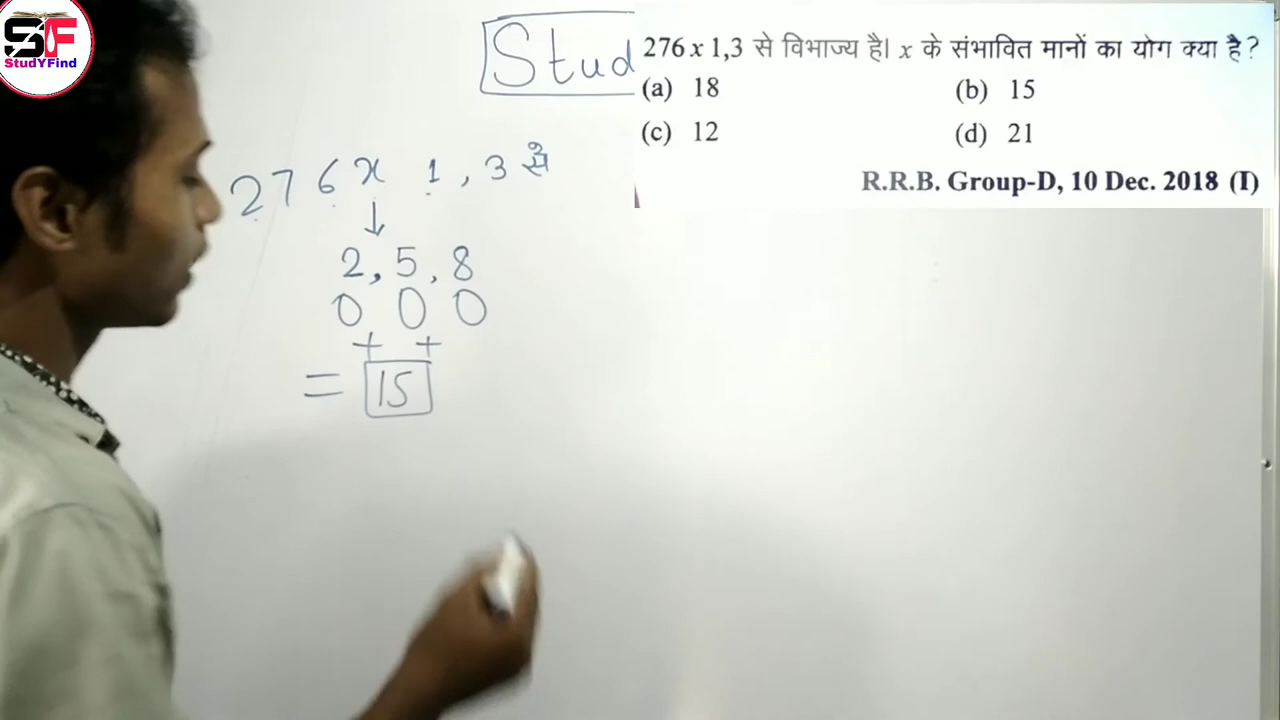 SF
StudYFind
Stud
276 x 1,3 से विभाज्य है। x के संभावित मानों का योग क्या है?
(a) 18 (b) 15
(c) 12 (d) 21
R.R.B. Group-D, 10 Dec. 2018 (I)
276x 1, 3 से
↓
2, 5, 8
0 0 0
+ +
= 15